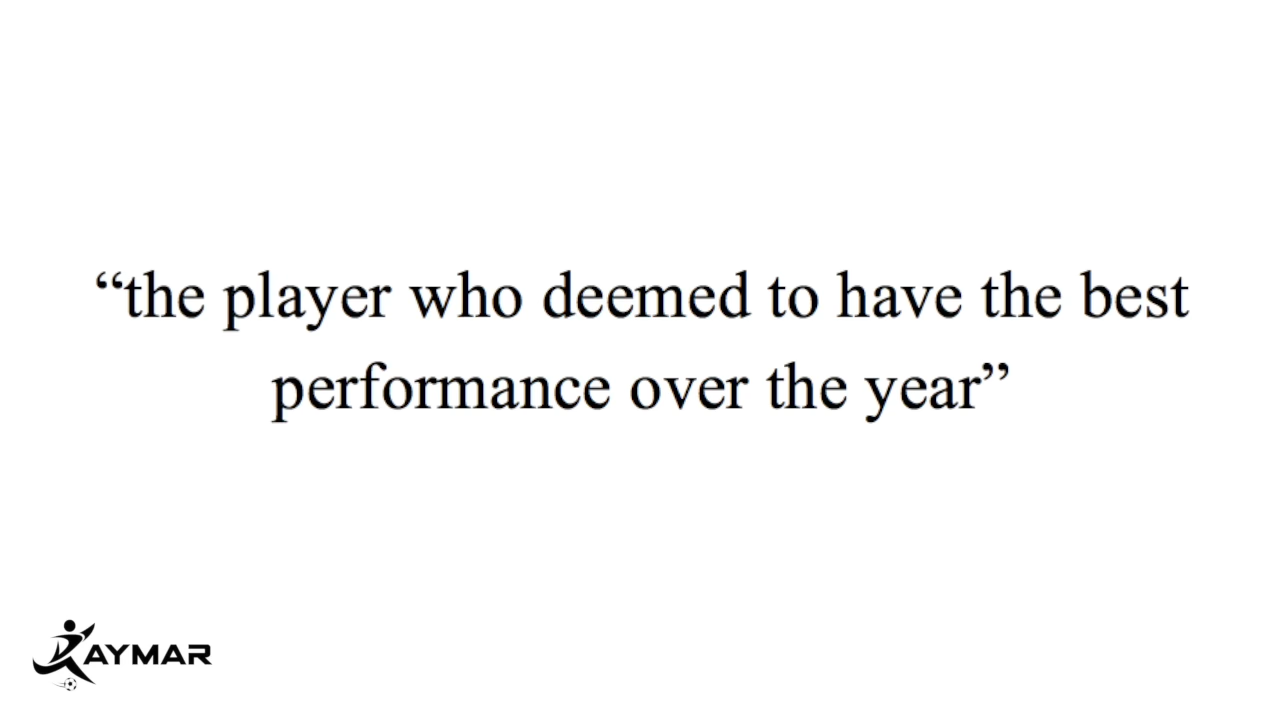 “the player who deemed to have the best
performance over the year”
KAYMAR